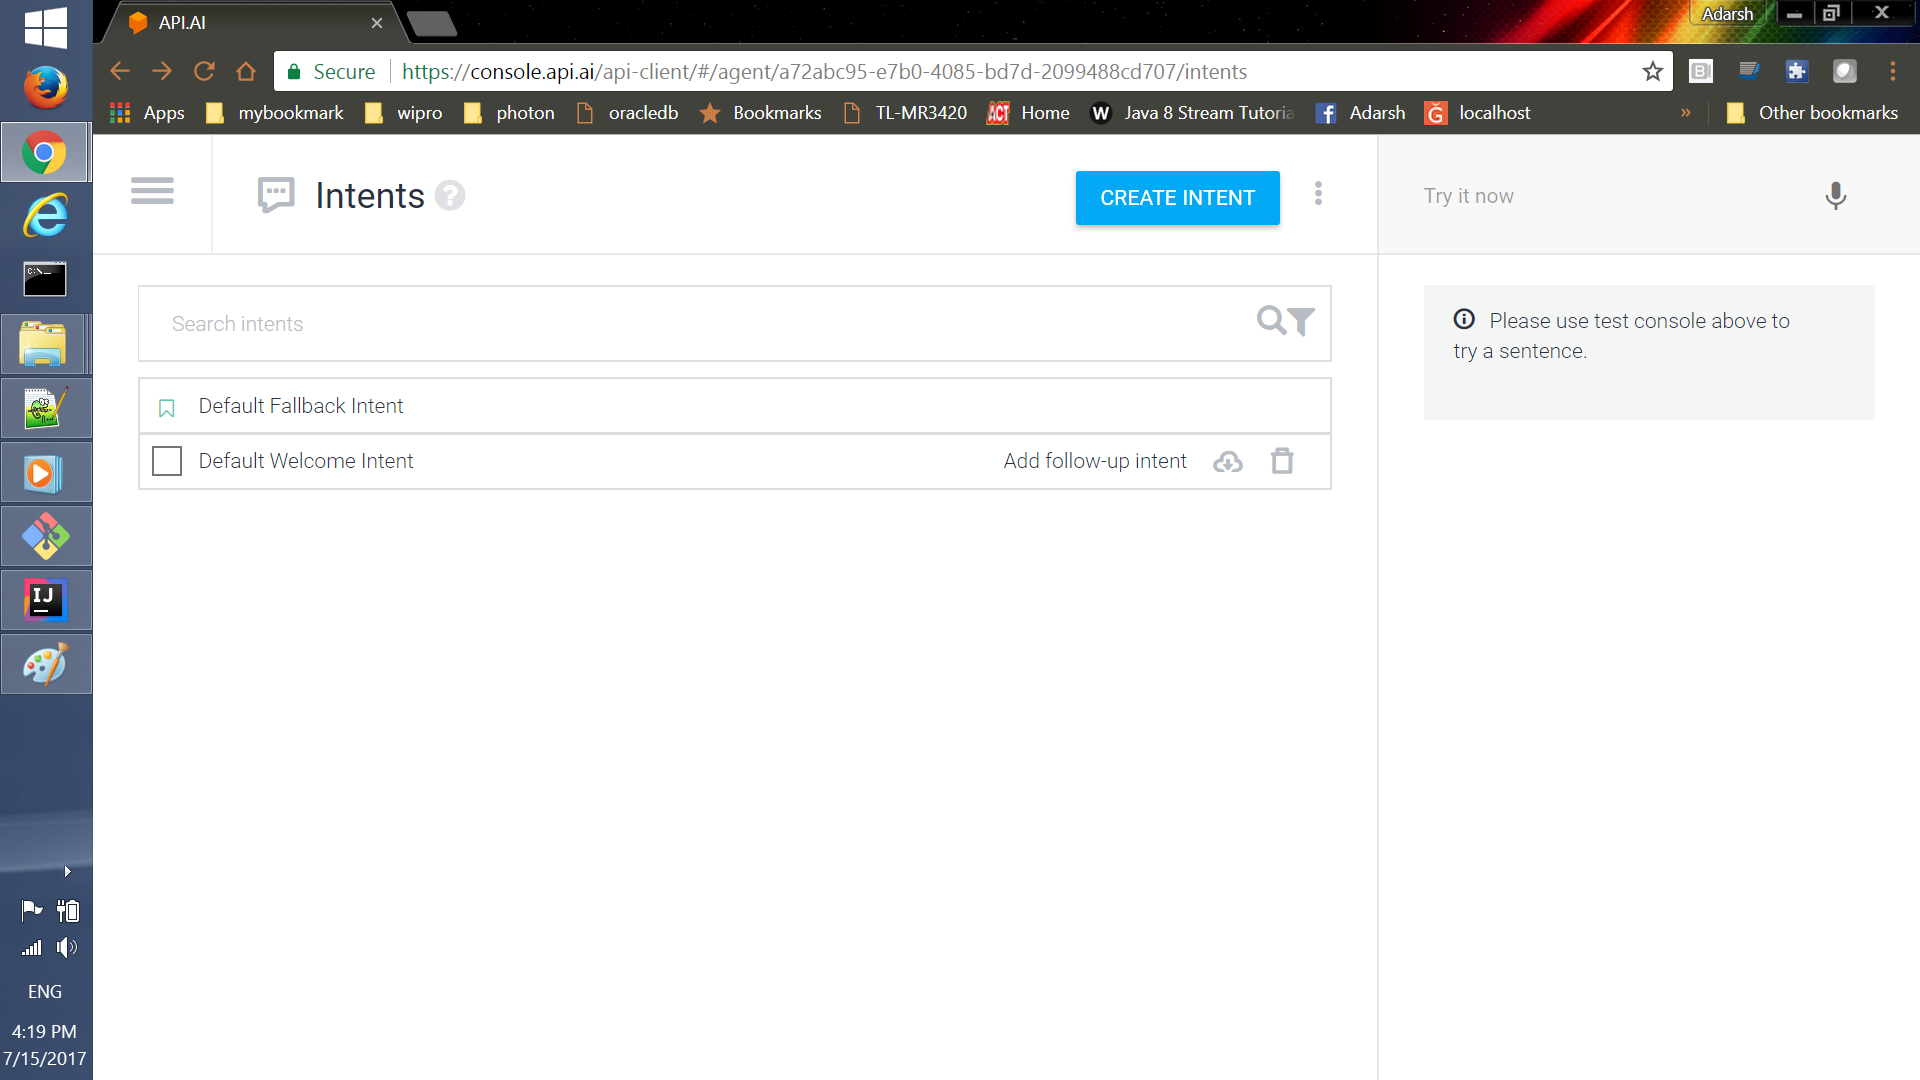 API.AI
Adarsh
Secure https://console.api.ai/api-client/#/agent/a72abc95-e7b0-4085-bd7d-2099488cd707/intents
Apps mybookmark wipro photon oracledb Bookmarks TL-MR3420 ACT Home W Java 8 Stream Tutoria Adarsh localhost » Other bookmarks
Intents ?
CREATE INTENT
Try it now
Search intents
Please use test console above to
try a sentence.
Default Fallback Intent
Default Welcome Intent Add follow-up intent
C:\_
IJ
ENG
4:19 PM
7/15/2017